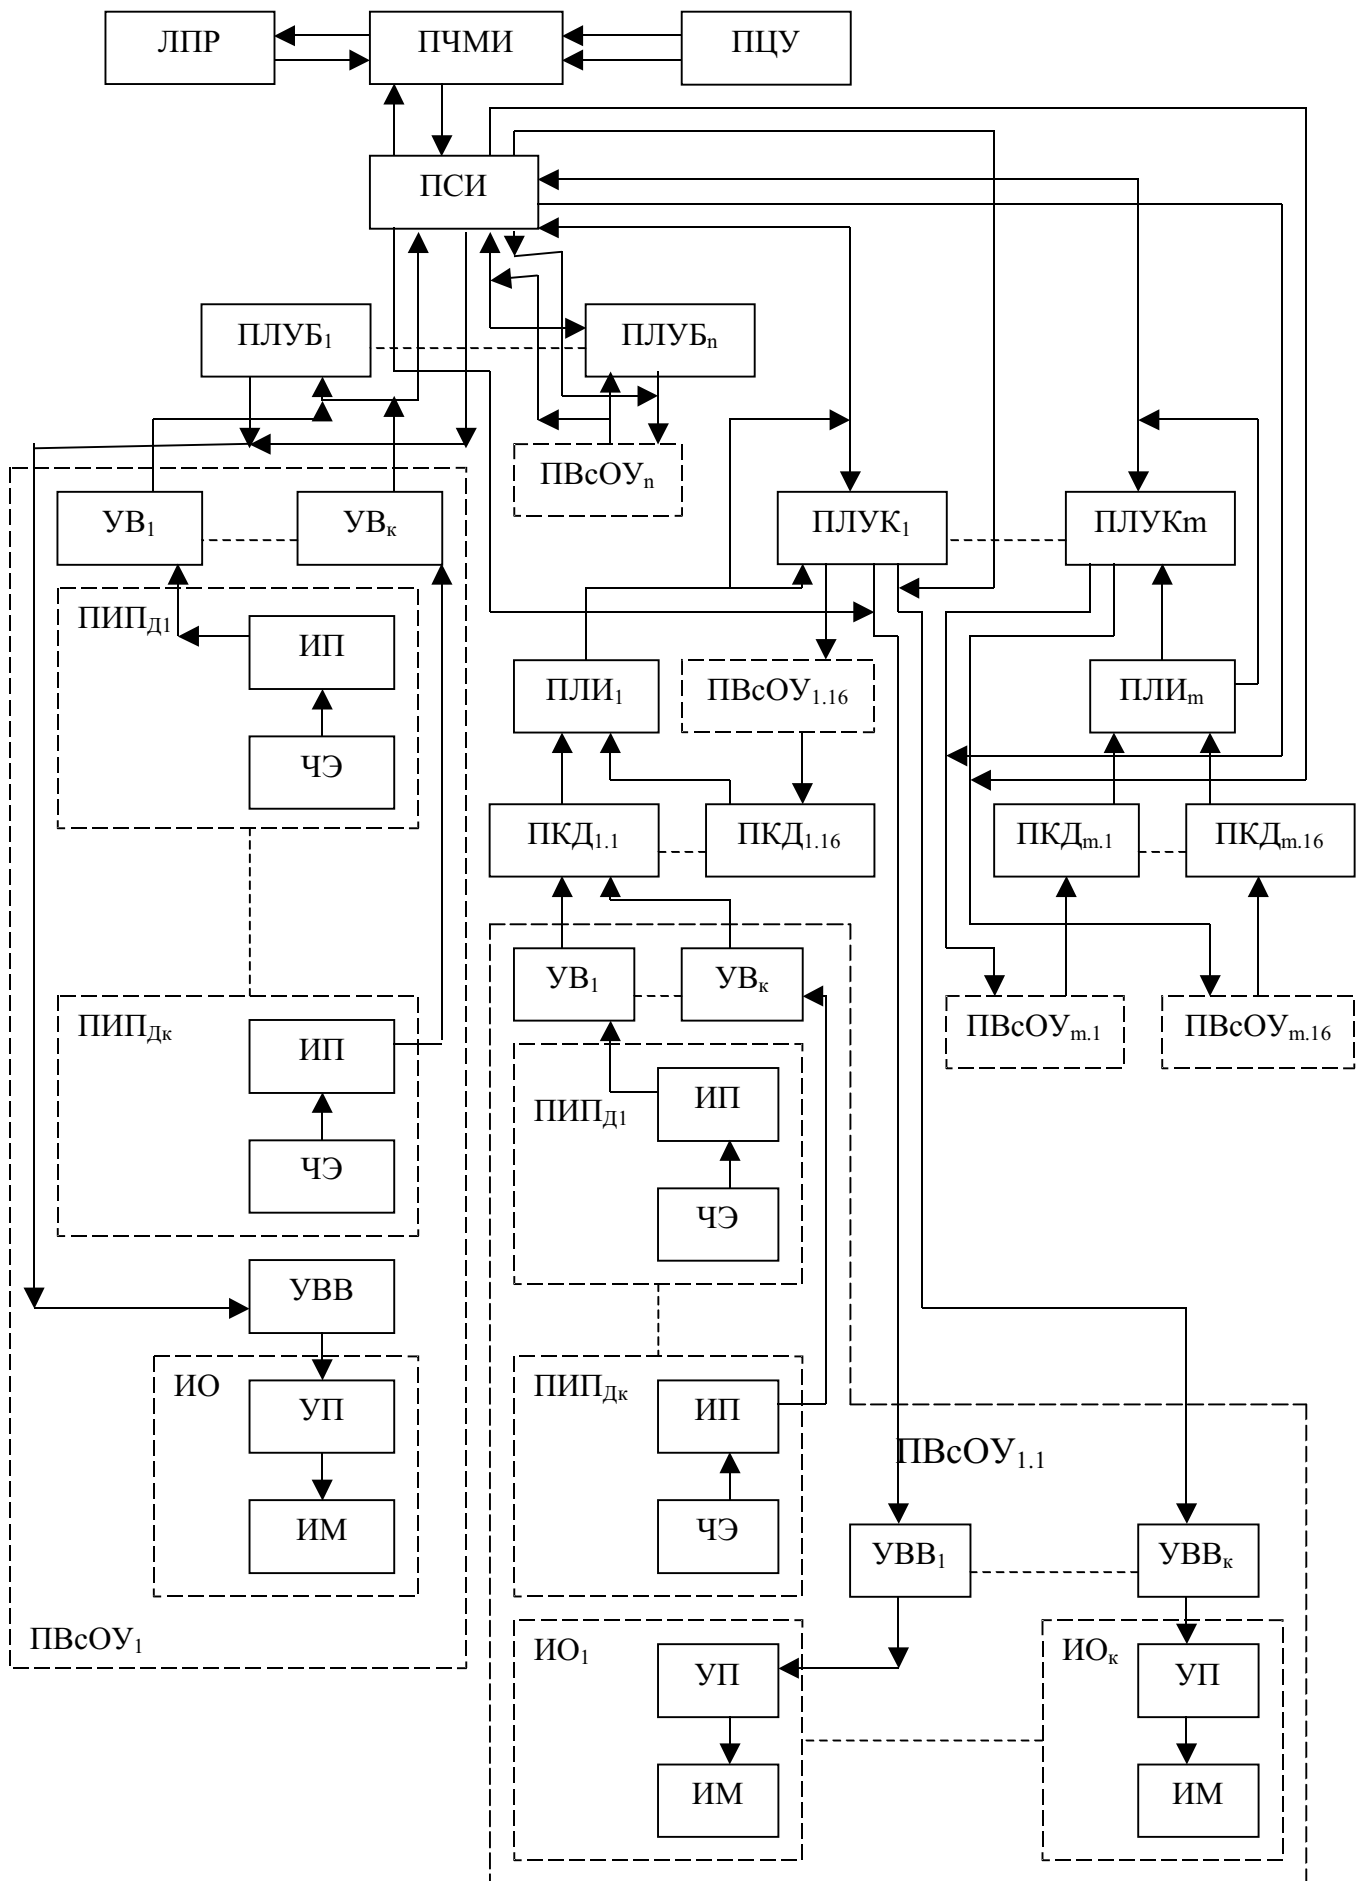 ЛПР ПЧМИ ПЦУ
ПСИ
ПЛУБ1 ПЛУБn
ПВсОУn
УВ1 УВк ПЛУК1 ПЛУКm
ПИПД1
ИП
ПЛИ1 ПВсОУ1.16 ПЛИm
ЧЭ
ПКД1.1 ПКД1.16 ПКДm.1 ПКДm.16
УВ1 УВк
ПИПДк ПВсОУm.1 ПВсОУm.16
ИП
ПИПД1 ИП
ЧЭ
ЧЭ
УВВ
ИО ПИПДк
УП ИП
ПВсОУ1.1
ИМ ЧЭ
УВВ1 УВВк
ПВсОУ1
ИО1 ИОк
УП УП
ИМ ИМ